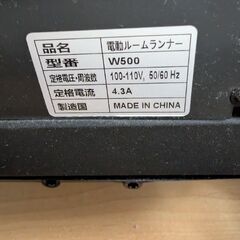 品名 電動ルームランナー
型番 W500
定格電圧・周波数 100-110V, 50/60 Hz
定格電流 4.3A
製造国 MADE IN CHINA